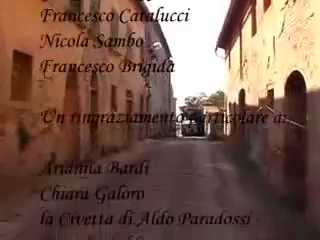 Francesco Catalucci
Nicola Sambo
Francesco Brigida
Un ringraziamento particolare a:
Arianna Bardi
Chiara Galoro
la Civetta di Aldo Paradossi